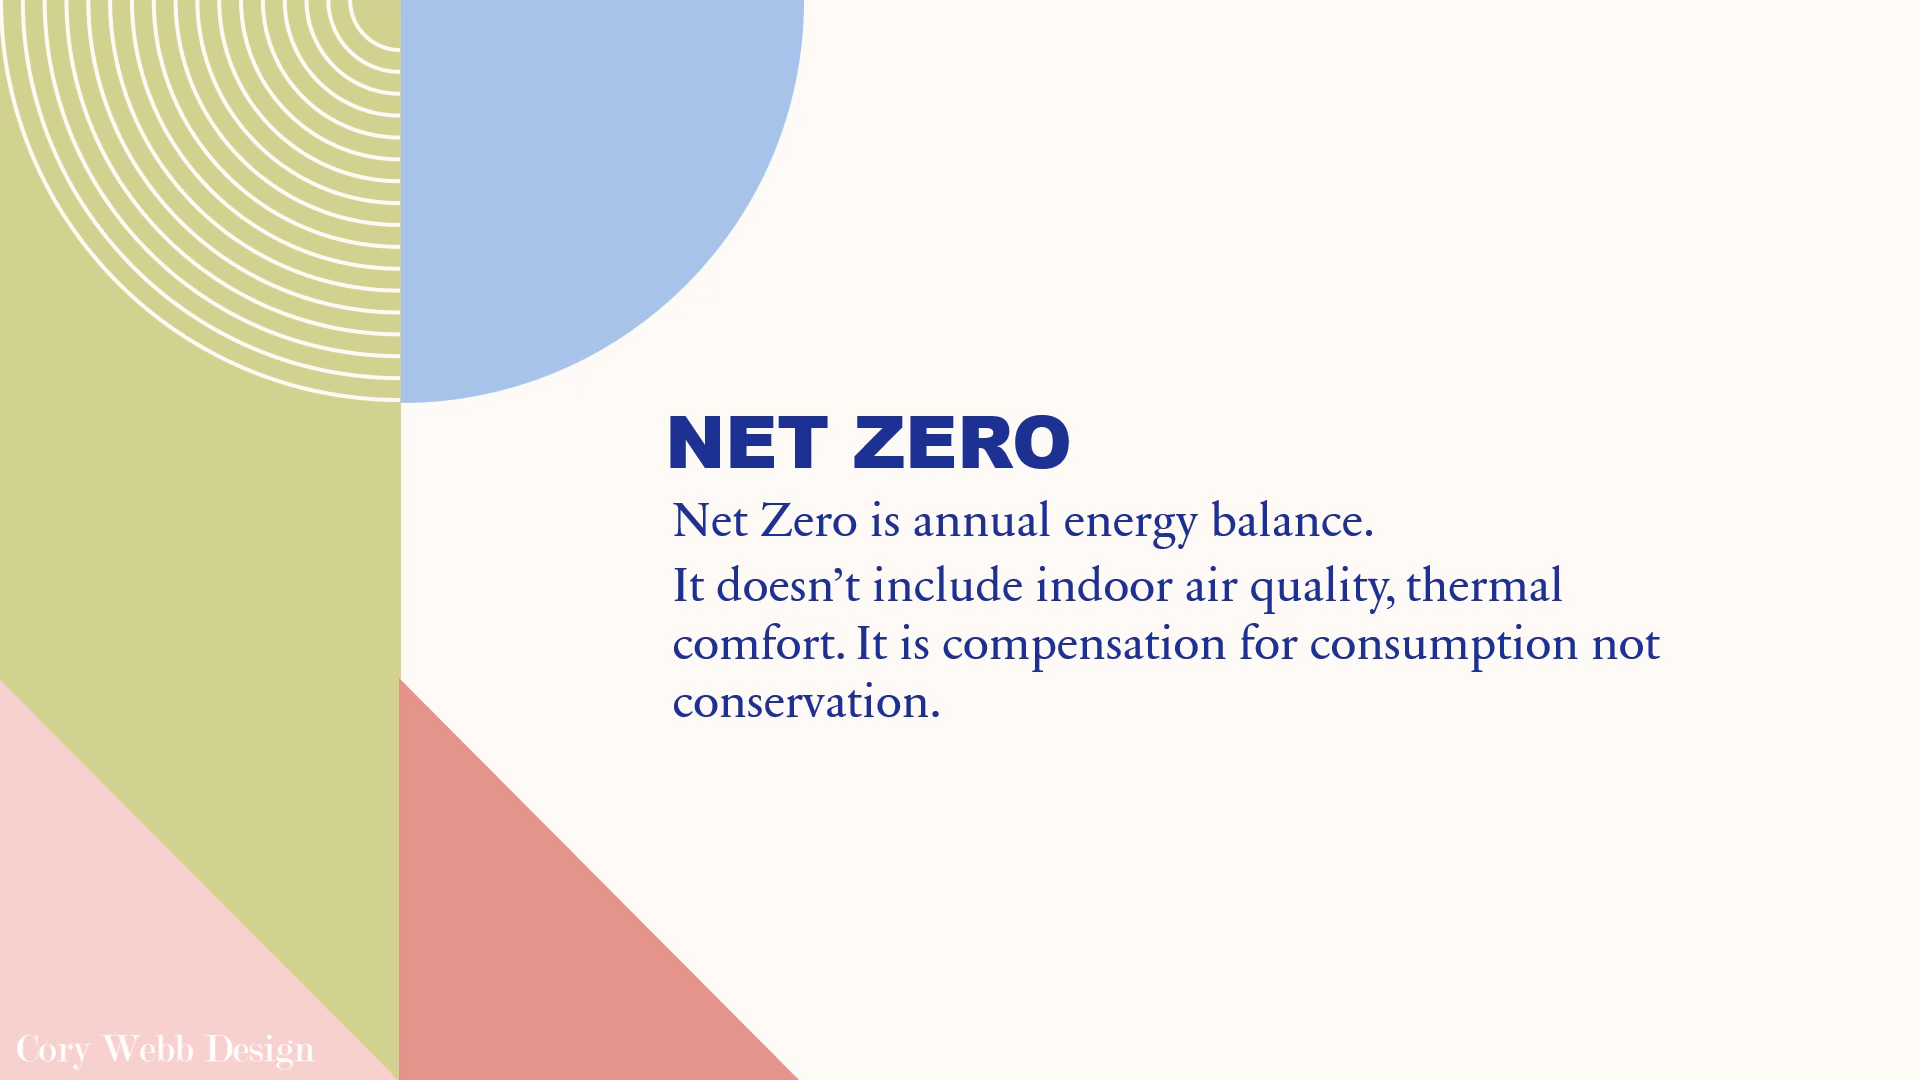 NET ZERO
Net Zero is annual energy balance.
It doesn’t include indoor air quality, thermal
comfort. It is compensation for consumption not
conservation.
Cory Webb Design